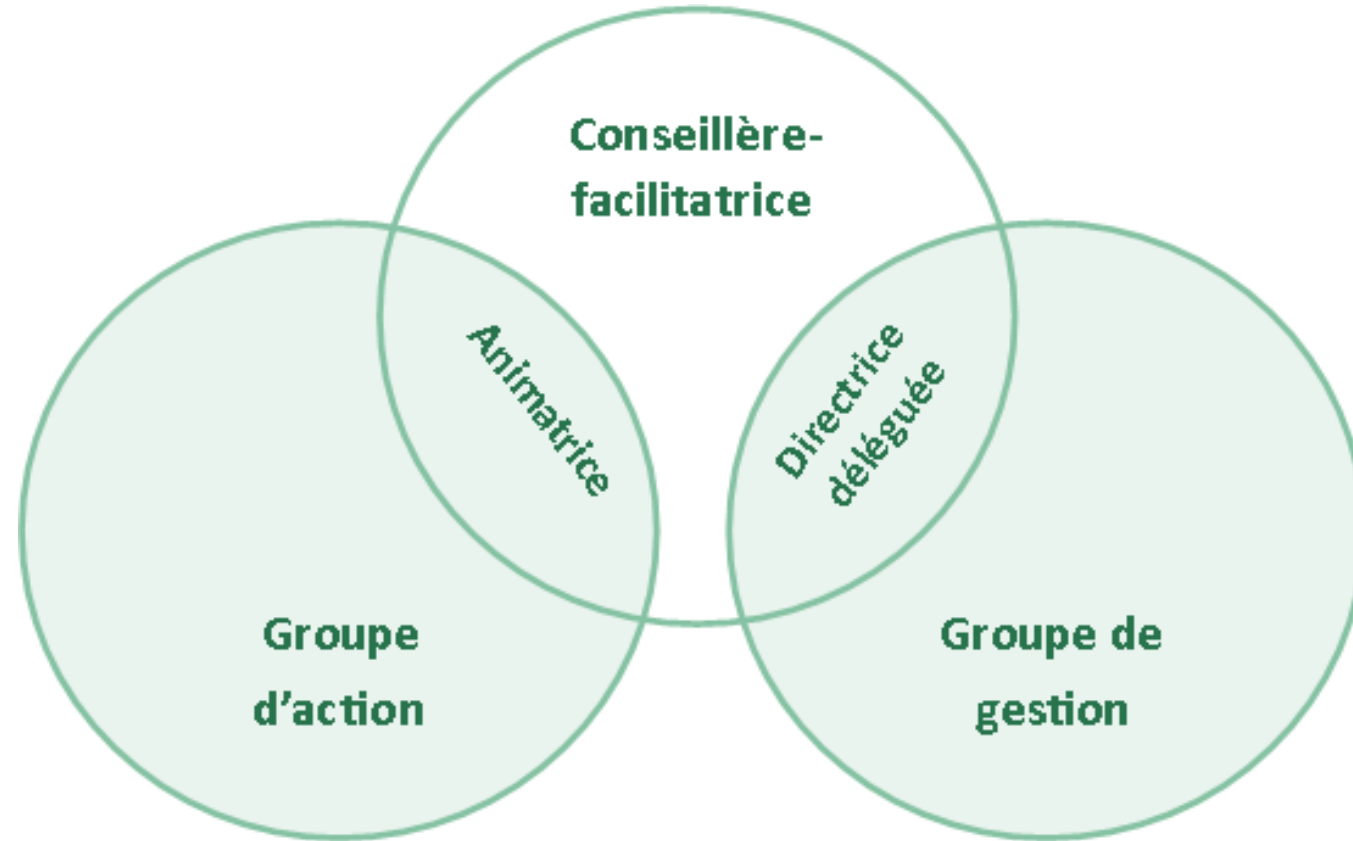 Conseillère-
facilitatrice
Animatrice
Directrice
déléguée
Groupe
d’action
Groupe de
gestion